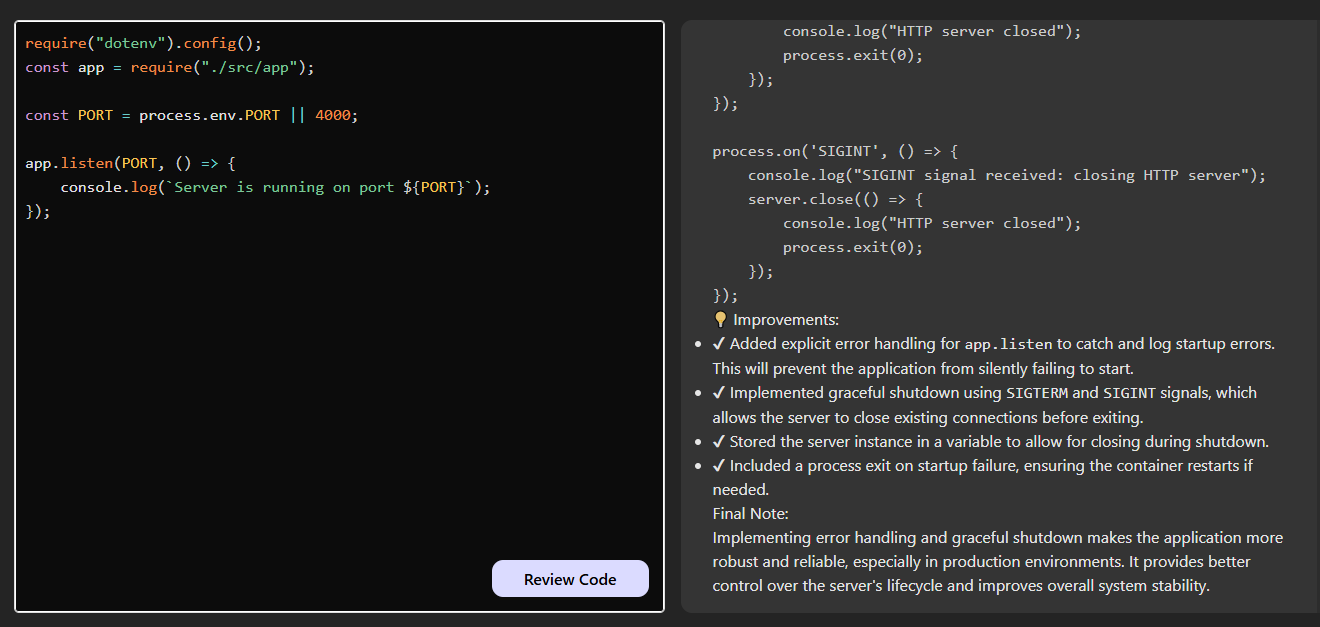 require("dotenv").config();
const app = require("./src/app");
const PORT = process.env.PORT || 4000;
app.listen(PORT, () => {
    console.log(`Server is running on port ${PORT}`);
});
Review Code
        console.log("HTTP server closed");
        process.exit(0);
    });
});
process.on('SIGINT', () => {
    console.log("SIGINT signal received: closing HTTP server");
    server.close(() => {
        console.log("HTTP server closed");
        process.exit(0);
    });
});
💡 Improvements:
• ✔ Added explicit error handling for app.listen to catch and log startup errors.
This will prevent the application from silently failing to start.
• ✔ Implemented graceful shutdown using SIGTERM and SIGINT signals, which
allows the server to close existing connections before exiting.
• ✔ Stored the server instance in a variable to allow for closing during shutdown.
• ✔ Included a process exit on startup failure, ensuring the container restarts if
needed.
Final Note:
Implementing error handling and graceful shutdown makes the application more
robust and reliable, especially in production environments. It provides better
control over the server's lifecycle and improves overall system stability.